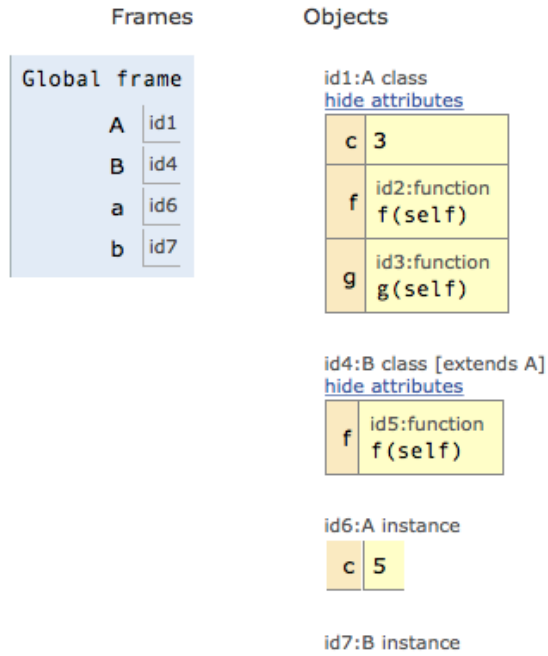 Frames Objects
Global frame
A id1
B id4
a id6
b id7
id1:A class
hide attributes
c 3
f id2:function
f(self)
g id3:function
g(self)
id4:B class [extends A]
hide attributes
f id5:function
f(self)
id6:A instance
c 5
id7:B instance